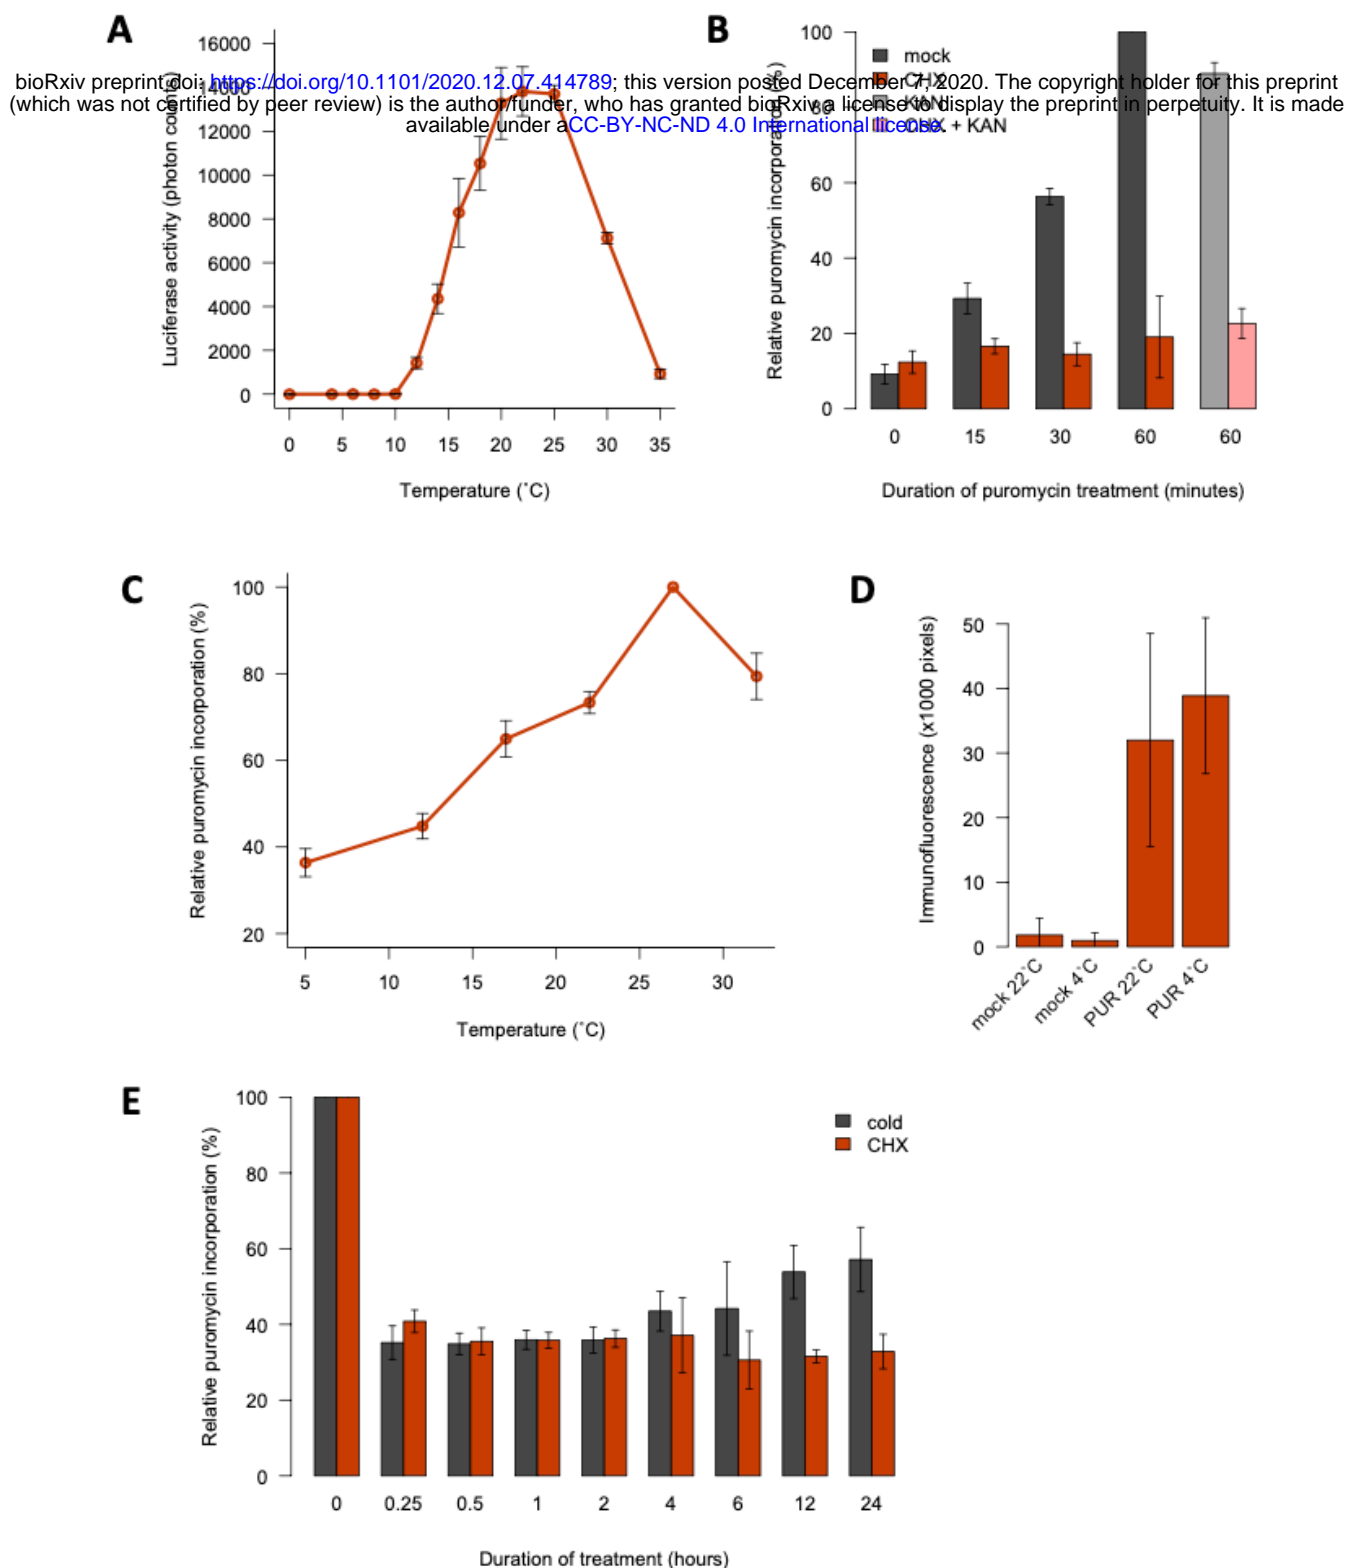 A
B
16000
14000
12000
10000
8000
6000
4000
2000
0
Luciferase activity (photon counts)
0 5 10 15 20 25 30 35
Temperature (˚C)
bioRxiv preprint doi: https://doi.org/10.1101/2020.12.07.414789; this version posted December 7, 2020. The copyright holder for this preprint
(which was not certified by peer review) is the author/funder, who has granted bioRxiv a license to display the preprint in perpetuity. It is made
available under aCC-BY-NC-ND 4.0 International license.
100
80
60
40
20
0
Relative puromycin incorporation (%)
mock
CHX
KAN
CHX + KAN
0 15 30 60 60
Duration of puromycin treatment (minutes)
C
100
80
60
40
20
Relative puromycin incorporation (%)
5 10 15 20 25 30
Temperature (˚C)
D
50
40
30
20
10
0
Immunofluorescence (x1000 pixels)
mock 22˚C
mock 4˚C
PUR 22˚C
PUR 4˚C
E
100
80
60
40
20
0
Relative puromycin incorporation (%)
cold
CHX
0 0.25 0.5 1 2 4 6 12 24
Duration of treatment (hours)